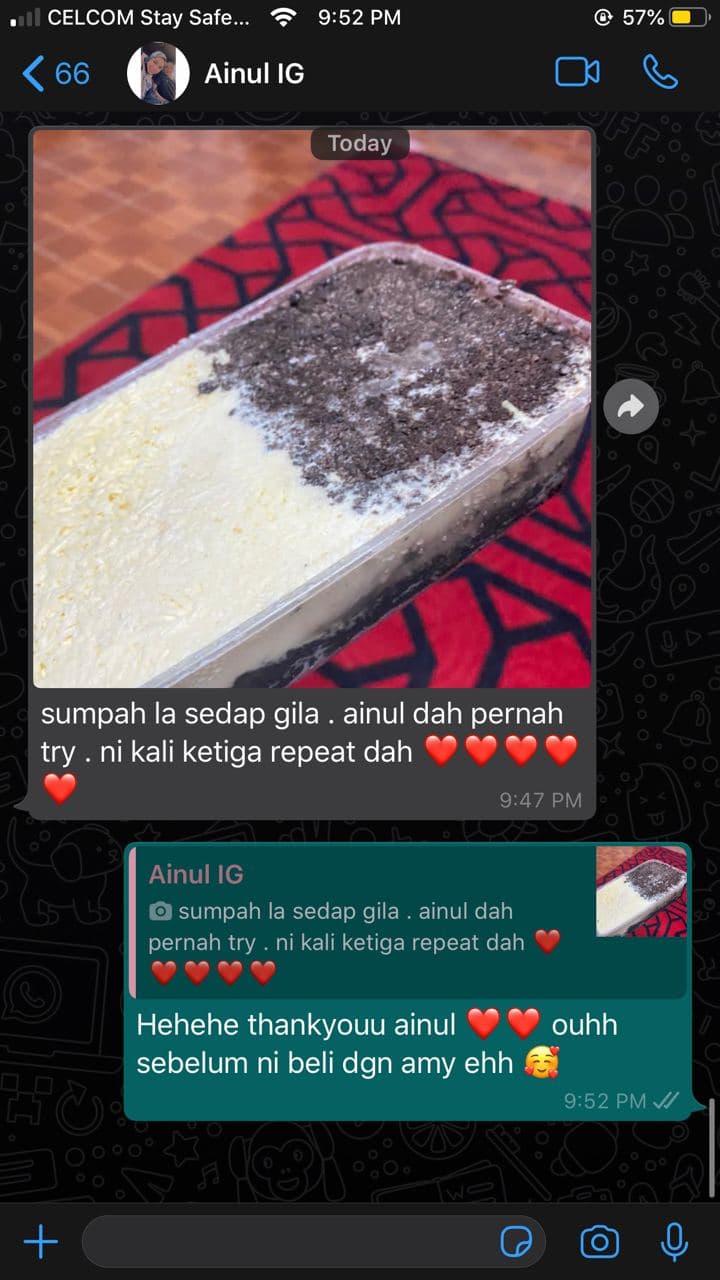 CELCOM Stay Safe... 9:52 PM 57%
66 Ainul IG
Today
sumpah la sedap gila . ainul dah pernah
try . ni kali ketiga repeat dah ❤️❤️❤️❤️
❤️
9:47 PM
Ainul IG
sumpah la sedap gila . ainul dah
pernah try . ni kali ketiga repeat dah ❤️
❤️❤️❤️❤️
Hehehe thankyouu ainul ❤️❤️ ouhh
sebelum ni beli dgn amy ehh 🥰
9:52 PM